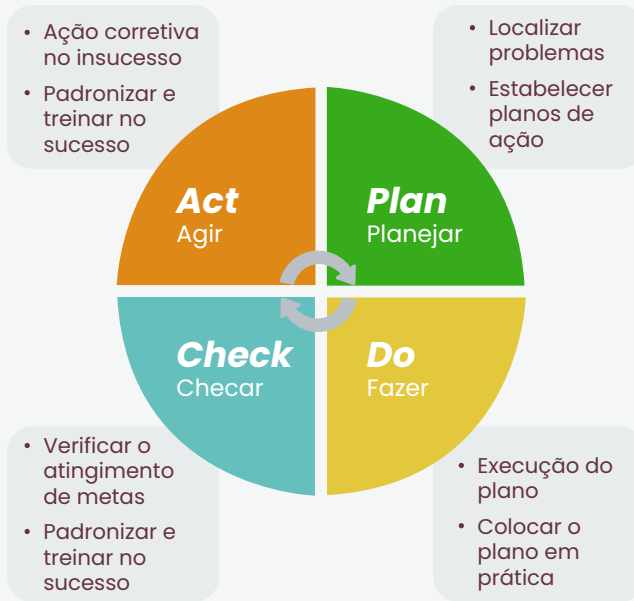 • Ação corretiva
no insucesso
• Padronizar e
treinar no
sucesso
• Localizar
problemas
• Estabelecer
planos de
ação
Act
Agir
Plan
Planejar
Check
Checar
Do
Fazer
• Verificar o
atingimento
de metas
• Padronizar e
treinar no
sucesso
• Execução do
plano
• Colocar o
plano em
prática